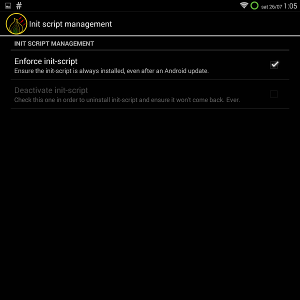 # sat 26/07 1:05
Init script management
INIT SCRIPT MANAGEMENT
Enforce init-script
Ensure the init-script is always installed, even after an Android update.
Deactivate init-script
Check this one in order to uninstall init-script and ensure it won't come back. Ever.